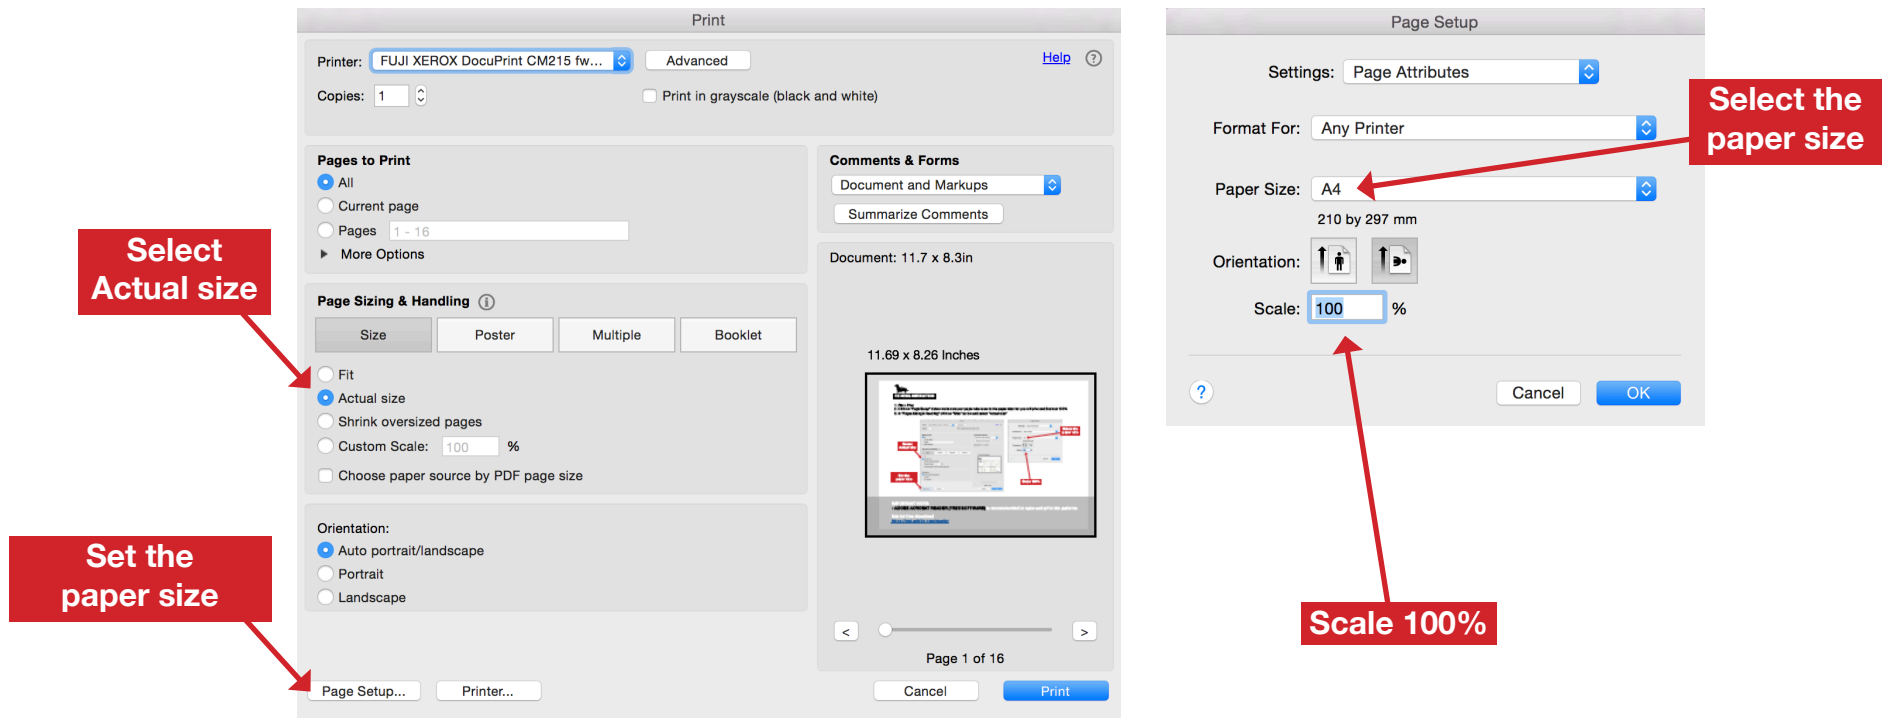 Print
Printer: FUJI XEROX DocuPrint CM215 fw... Advanced Help ?
Copies: 1 Print in grayscale (black and white)
Pages to Print
All
Current page
Pages 1 - 16
More Options
Comments & Forms
Document and Markups
Summarize Comments
Select
Actual size
Page Sizing & Handling i
Size Poster Multiple Booklet
Fit
Actual size
Shrink oversized pages
Custom Scale: 100 %
Choose paper source by PDF page size
Document: 11.7 x 8.3in
11.69 x 8.26 Inches
Set the
paper size
Orientation:
Auto portrait/landscape
Portrait
Landscape
< >
Page 1 of 16
Page Setup... Printer... Cancel Print
Page Setup
Settings: Page Attributes
Format For: Any Printer
Select the
paper size
Paper Size: A4
210 by 297 mm
Orientation:
Scale: 100 %
? Cancel OK
Scale 100%